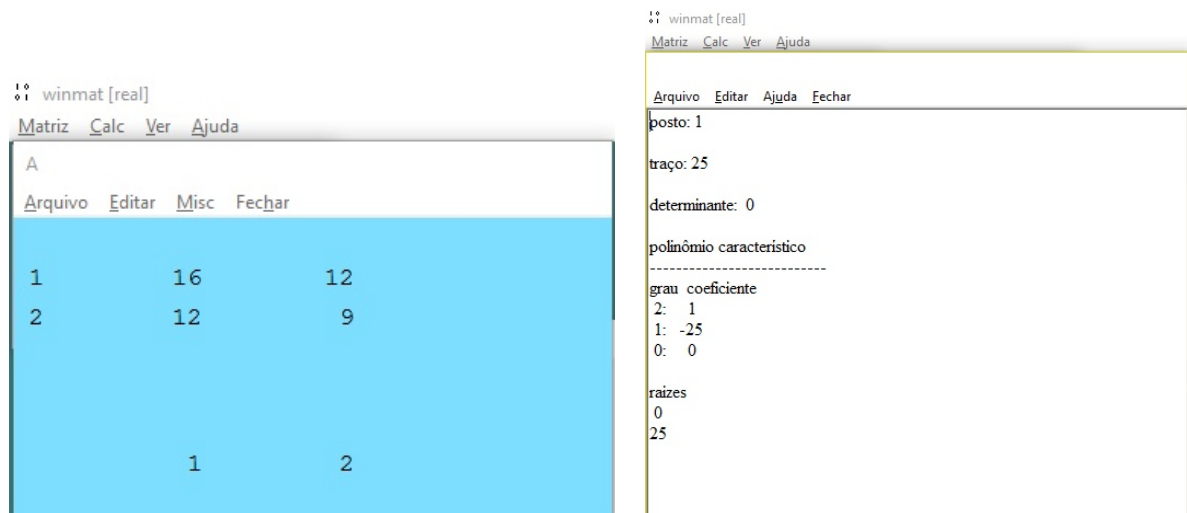 winmat [real]
Matriz Calc Ver Ajuda
A
Arquivo Editar Misc Fechar
1 16 12
2 12 9
1 2
winmat [real]
Matriz Calc Ver Ajuda
Arquivo Editar Ajuda Fechar
posto: 1
traço: 25
determinante: 0
polinômio característico
---------------------------
grau coeficiente
2: 1
1: -25
0: 0
raizes
0
25